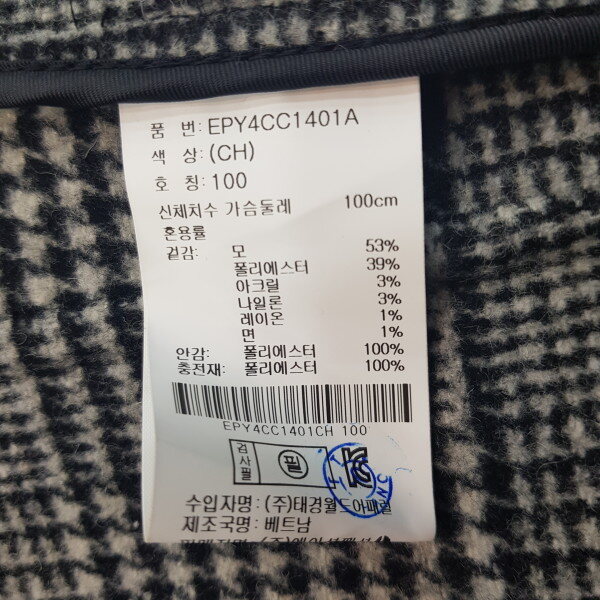 품 번: EPY4CC1401A
색 상: (CH)
호 칭: 100
신체치수 가슴둘레 100cm
혼용률
겉감: 모 53%
폴리에스터 39%
아크릴 3%
나일론 3%
레이온 1%
면 1%
안감: 폴리에스터 100%
충전재: 폴리에스터 100%
EPY4CC1401CH 100
검사필 필
수입자명: (주)태경월드어패럴
제조국명: 베트남